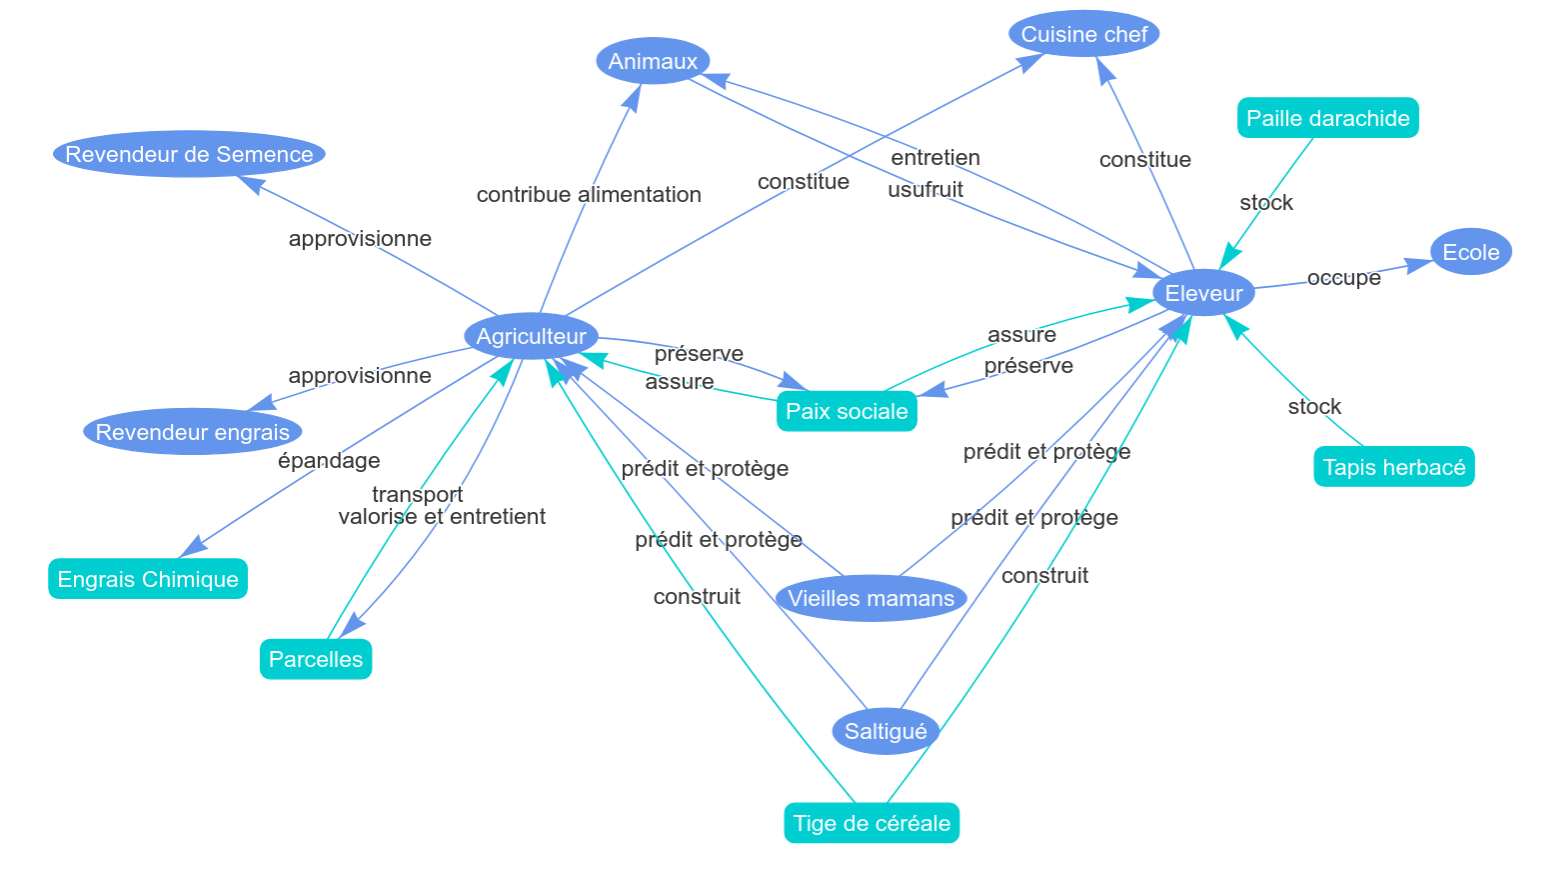 Cuisine chef
Animaux
Paille darachide
Revendeur de Semence
entretien
constitue
constitue
usufruit
contribue alimentation
stock
approvisionne
Ecole
occupe
Eleveur
Agriculteur
assure
préserve
préserve
approvisionne
assure
Paix sociale
stock
Revendeur engrais
prédit et protège
épandage
prédit et protège
Tapis herbacé
transport
valorise et entretient
prédit et protège
prédit et protège
construit
Engrais Chimique
construit
Vieilles mamans
Parcelles
Saltigué
Tige de céréale